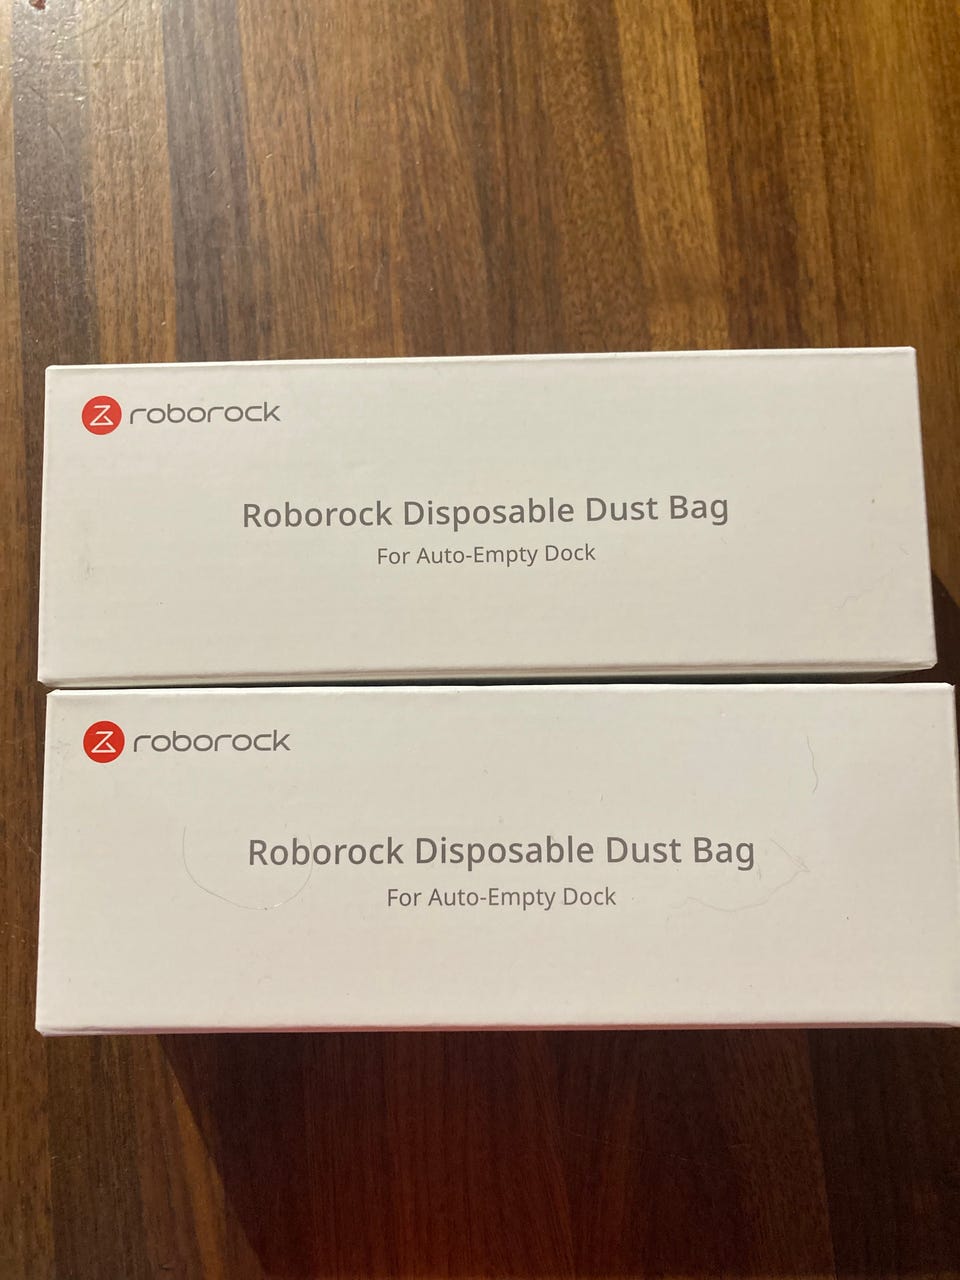 roborock
Roborock Disposable Dust Bag
For Auto-Empty Dock
roborock
Roborock Disposable Dust Bag
For Auto-Empty Dock